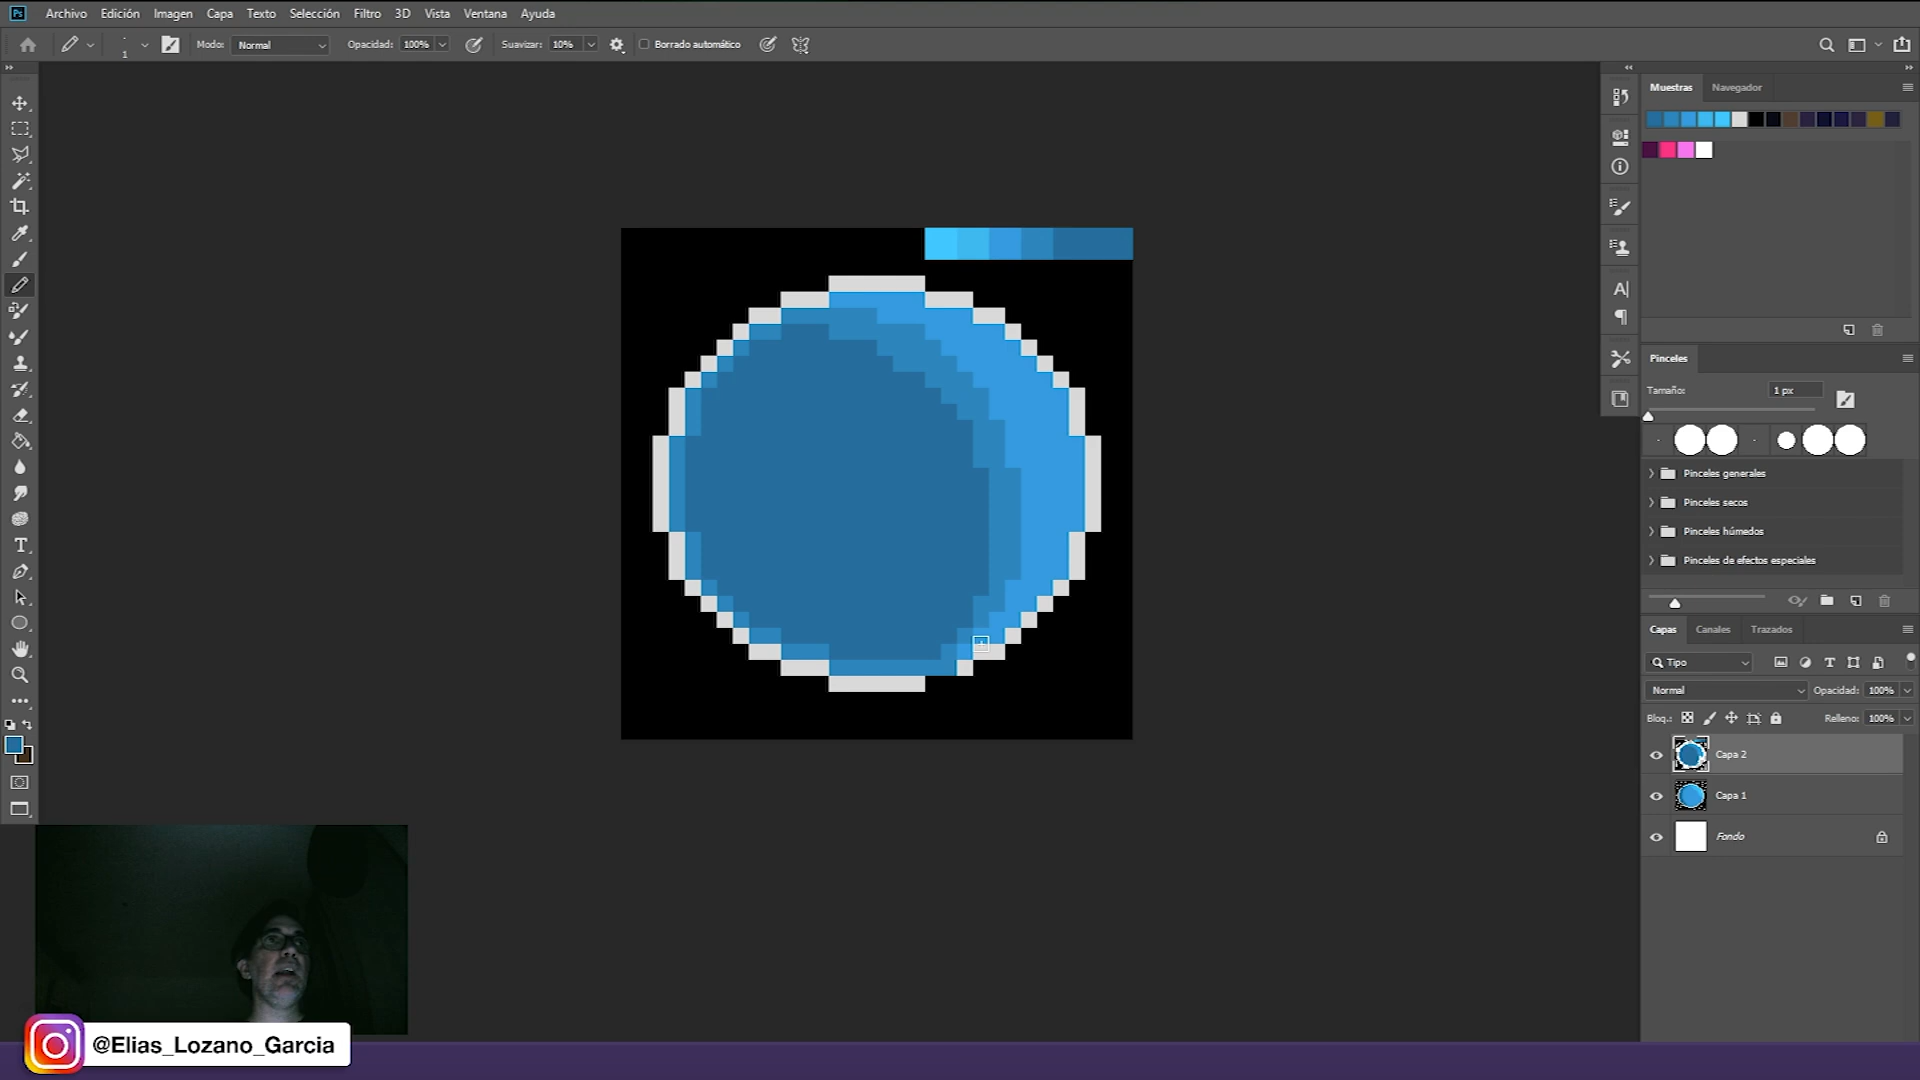 Ps Archivo Edición Imagen Capa Texto Selección Filtro 3D Vista Ventana Ayuda
1 Modo: Normal Opacidad: 100% Suavizar: 10% Borrado automático
Muestras Navegador
Pinceles
Tamaño: 1 px
Pinceles generales
Pinceles secos
Pinceles húmedos
Pinceles de efectos especiales
Capas Canales Trazados
Tipo
Normal Opacidad: 100%
Bloq.: Relleno: 100%
Capa 2
Capa 1
Fondo
@Elias_Lozano_Garcia